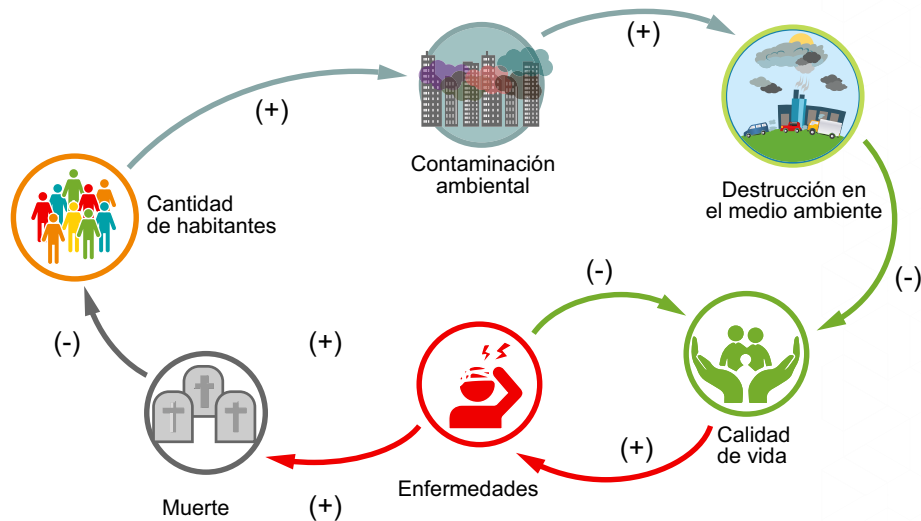 (+)
(+)
Contaminación
ambiental
Destrucción en
el medio ambiente
Cantidad
de habitantes
(-)
(-)
(-)
(+)
Calidad
de vida
(+)
Enfermedades
Muerte
(+)